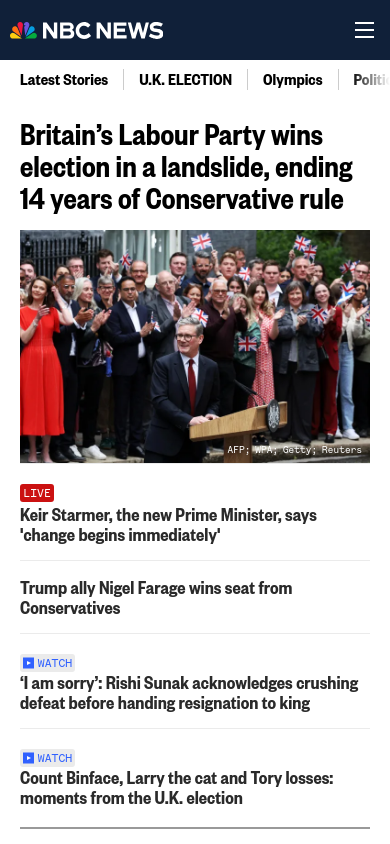 NBC NEWS
Latest Stories
U.K. ELECTION
Olympics
Britain’s Labour Party wins
election in a landslide, ending
14 years of Conservative rule
AFP; WPA; Getty; Reuters
LIVE
Keir Starmer, the new Prime Minister, says
'change begins immediately'
Trump ally Nigel Farage wins seat from
Conservatives
WATCH
‘I am sorry’: Rishi Sunak acknowledges crushing
defeat before handing resignation to king
WATCH
Count Binface, Larry the cat and Tory losses:
moments from the U.K. election